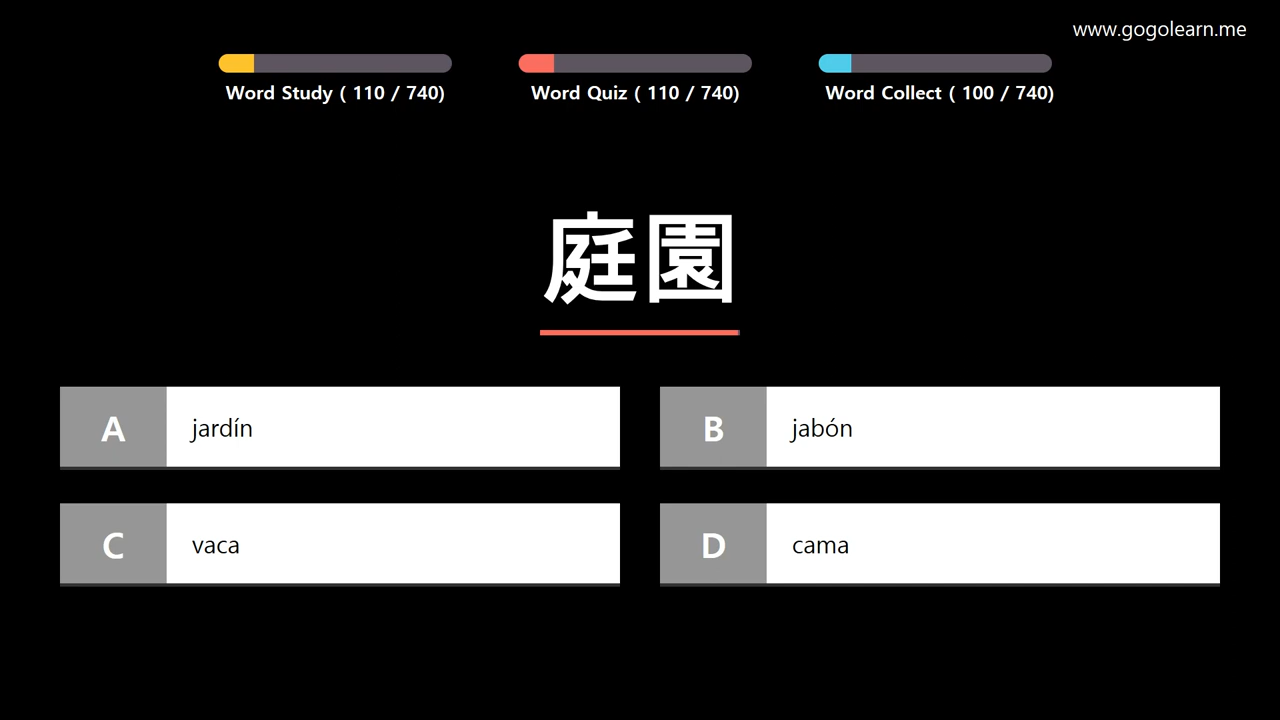 www.gogolearn.me
Word Study ( 110 / 740)
Word Quiz ( 110 / 740)
Word Collect ( 100 / 740)
庭園
A jardín
B jabón
C vaca
D cama